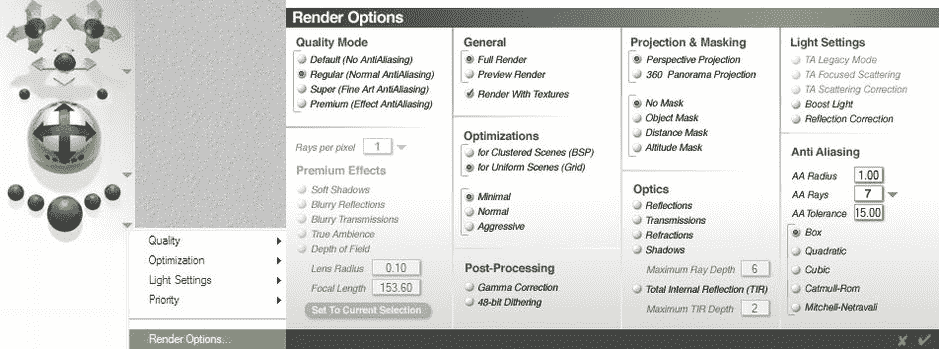 Render Options
Quality Mode
Default (No AntiAliasing)
Regular (Normal AntiAliasing)
Super (Fine Art AntiAliasing)
Premium (Effect AntiAliasing)
Rays per pixel 1
Premium Effects
Soft Shadows
Blurry Reflections
Blurry Transmissions
True Ambience
Depth of Field
Lens Radius 0.10
Focal Length 153.60
Set To Current Selection
General
Full Render
Preview Render
Render With Textures
Optimizations
for Clustered Scenes (BSP)
for Uniform Scenes (Grid)
Minimal
Normal
Aggressive
Post-Processing
Gamma Correction
48-bit Dithering
Projection & Masking
Perspective Projection
360 Panorama Projection
No Mask
Object Mask
Distance Mask
Altitude Mask
Optics
Reflections
Transmissions
Refractions
Shadows
Maximum Ray Depth 6
Total Internal Reflection (TIR)
Maximum TIR Depth 2
Light Settings
TA Legacy Mode
TA Focused Scattering
TA Scattering Correction
Boost Light
Reflection Correction
Anti Aliasing
AA Radius 1.00
AA Rays 7
AA Tolerance 15.00
Box
Quadratic
Cubic
Catmull-Rom
Mitchell-Netravali
Quality
Optimization
Light Settings
Priority
Render Options...